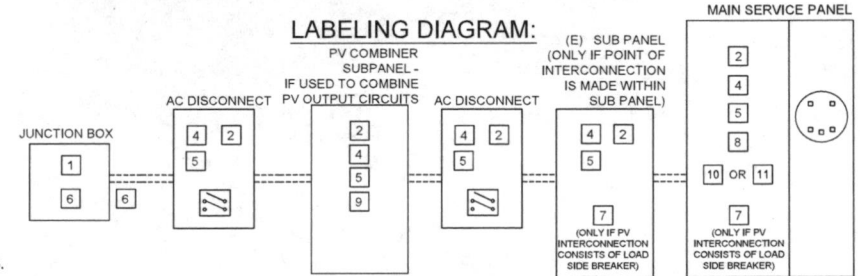 LABELING DIAGRAM:
JUNCTION BOX
1
6
6
AC DISCONNECT
4 2
5
PV COMBINER
SUBPANEL -
IF USED TO COMBINE
PV OUTPUT CIRCUITS
2
4
5
9
AC DISCONNECT
4 2
5
(E) SUB PANEL
(ONLY IF POINT OF
INTERCONNECTION
IS MADE WITHIN
SUB PANEL)
4 2
5
7
(ONLY IF PV
INTERCONNECTION
CONSISTS OF LOAD
SIDE BREAKER)
MAIN SERVICE PANEL
2
4
5
8
10 OR 11
7
(ONLY IF PV
INTERCONNECTION
CONSISTS OF LOAD
SIDE BREAKER)